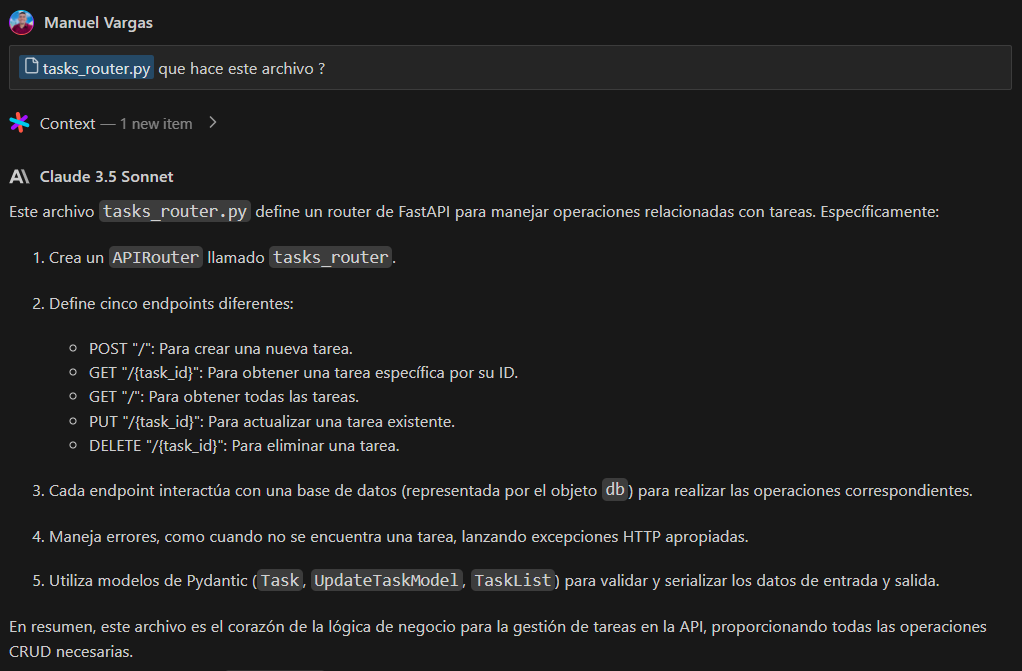 Manuel Vargas
tasks_router.py que hace este archivo ?
Context — 1 new item
Claude 3.5 Sonnet
Este archivo tasks_router.py define un router de FastAPI para manejar operaciones relacionadas con tareas. Específicamente:
1. Crea un APIRouter llamado tasks_router.
2. Define cinco endpoints diferentes:
POST "/": Para crear una nueva tarea.
GET "/{task_id}": Para obtener una tarea específica por su ID.
GET "/": Para obtener todas las tareas.
PUT "/{task_id}": Para actualizar una tarea existente.
DELETE "/{task_id}": Para eliminar una tarea.
3. Cada endpoint interactúa con una base de datos (representada por el objeto db) para realizar las operaciones correspondientes.
4. Maneja errores, como cuando no se encuentra una tarea, lanzando excepciones HTTP apropiadas.
5. Utiliza modelos de Pydantic (Task, UpdateTaskModel, TaskList) para validar y serializar los datos de entrada y salida.
En resumen, este archivo es el corazón de la lógica de negocio para la gestión de tareas en la API, proporcionando todas las operaciones
CRUD necesarias.